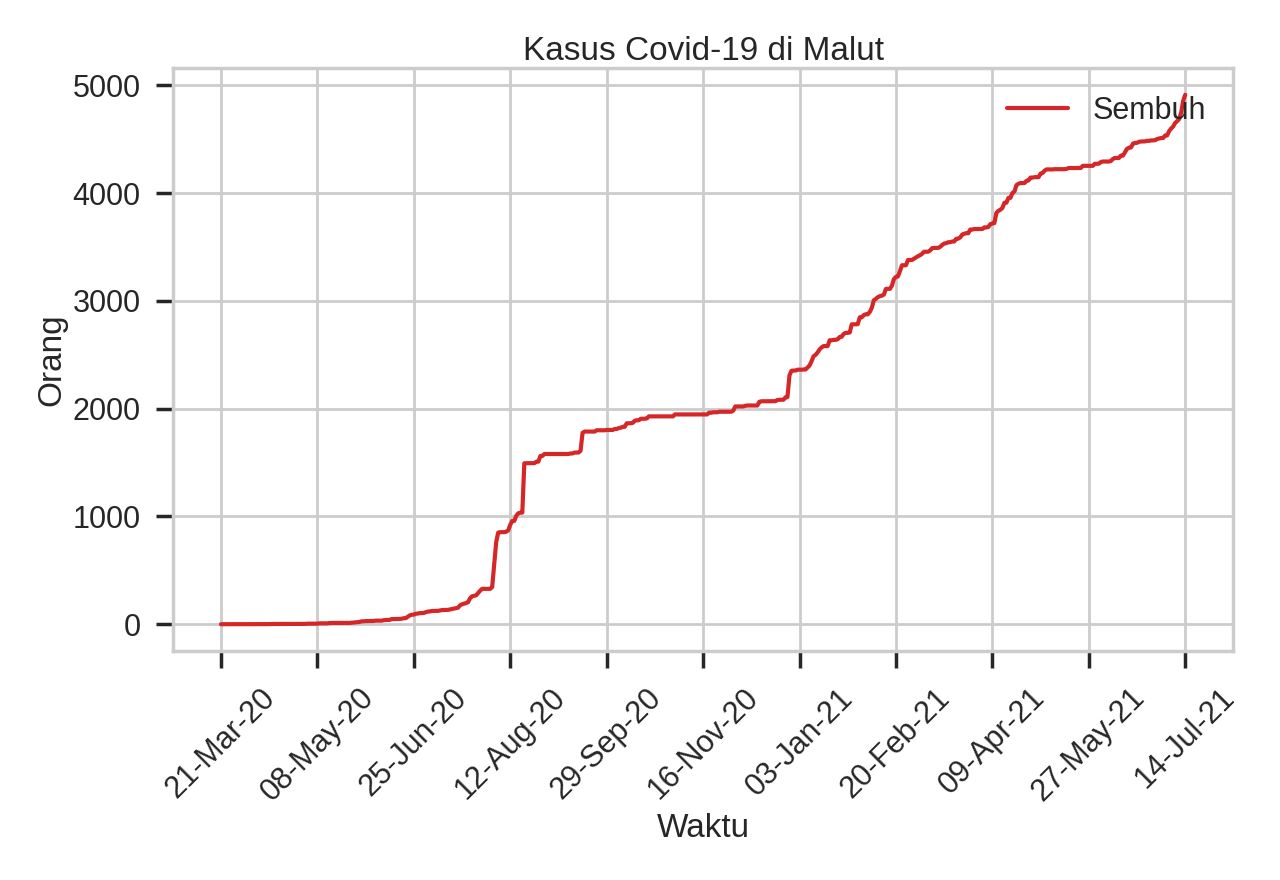 Kasus Covid-19 di Malut
5000
4000
3000
2000
1000
0
Orang
Sembuh
21-Mar-20
08-May-20
25-Jun-20
12-Aug-20
29-Sep-20
16-Nov-20
03-Jan-21
20-Feb-21
09-Apr-21
27-May-21
14-Jul-21
Waktu